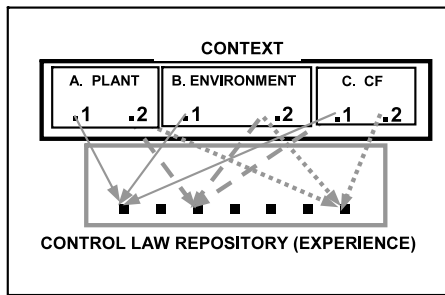 CONTEXT
A. PLANT B. ENVIRONMENT C. CF
.1 .2 .1 .2 .1 .2
CONTROL LAW REPOSITORY (EXPERIENCE)